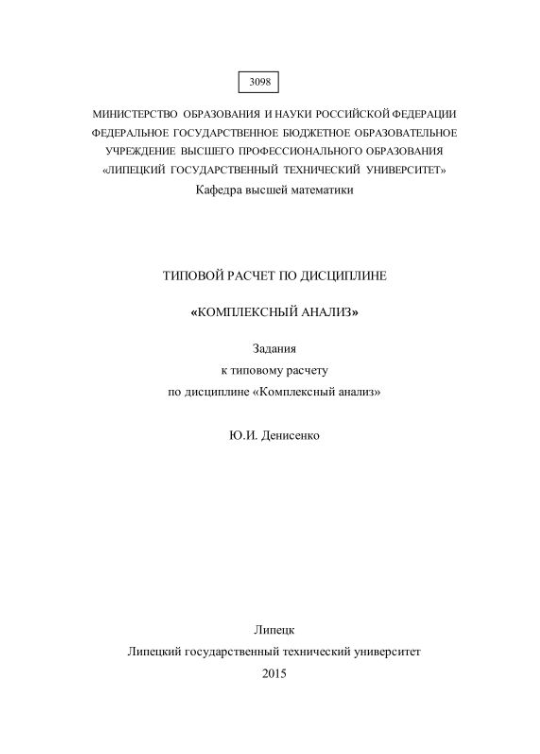 3098
МИНИСТЕРСТВО ОБРАЗОВАНИЯ И НАУКИ РОССИЙСКОЙ ФЕДЕРАЦИИ
ФЕДЕРАЛЬНОЕ ГОСУДАРСТВЕННОЕ БЮДЖЕТНОЕ ОБРАЗОВАТЕЛЬНОЕ
УЧРЕЖДЕНИЕ ВЫСШЕГО ПРОФЕССИОНАЛЬНОГО ОБРАЗОВАНИЯ
«ЛИПЕЦКИЙ ГОСУДАРСТВЕННЫЙ ТЕХНИЧЕСКИЙ УНИВЕРСИТЕТ»
Кафедра высшей математики
ТИПОВОЙ РАСЧЕТ ПО ДИСЦИПЛИНЕ
«КОМПЛЕКСНЫЙ АНАЛИЗ»
Задания
к типовому расчету
по дисциплине «Комплексный анализ»
Ю.И. Денисенко
Липецк
Липецкий государственный технический университет
2015